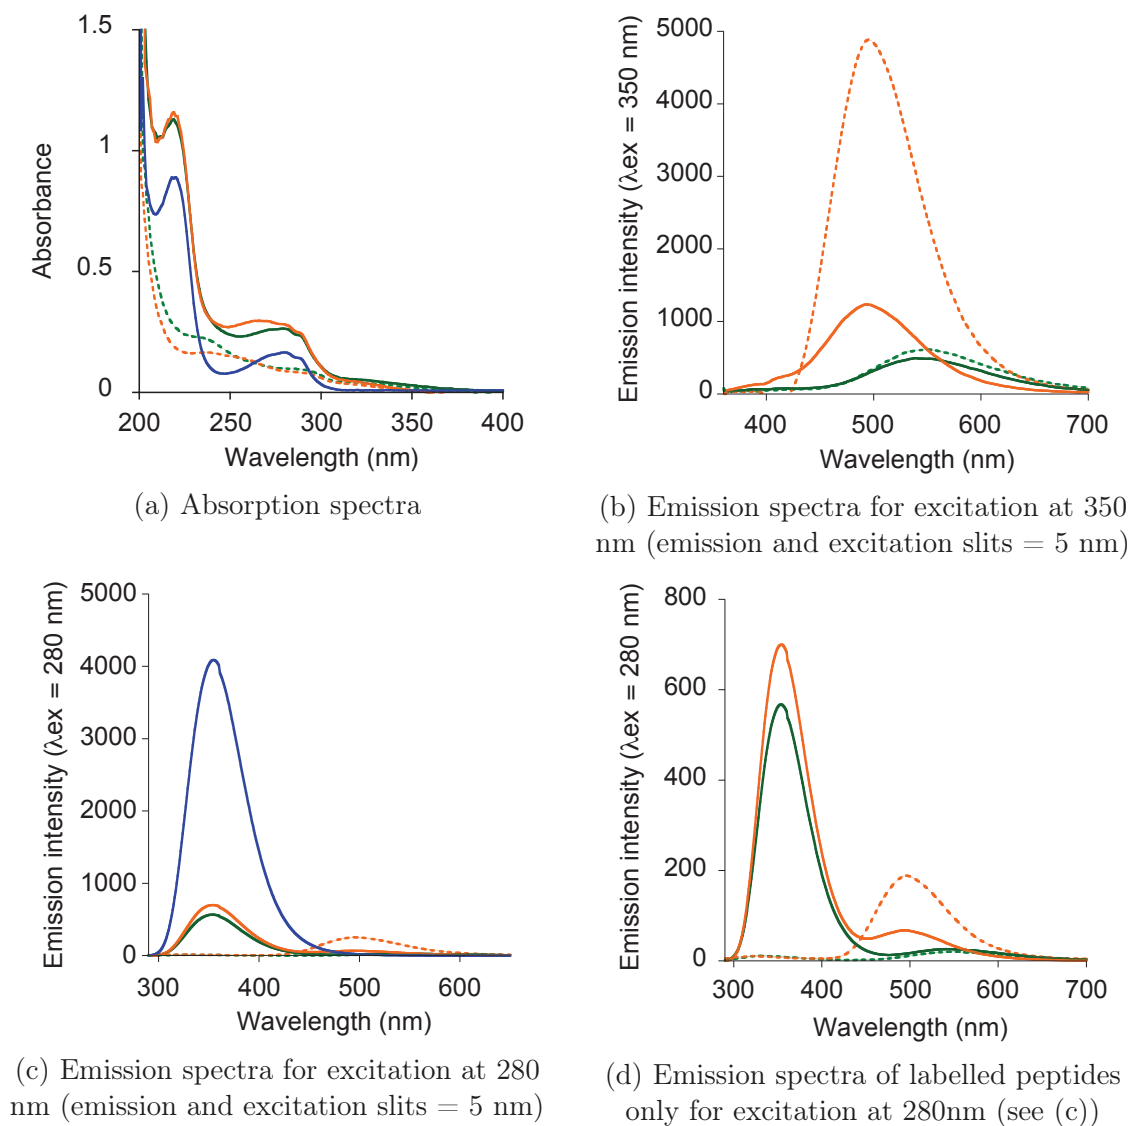 1.5
1
0.5
0
Absorbance
200 250 300 350 400
Wavelength (nm)
(a) Absorption spectra
5000
4000
3000
2000
1000
0
Emission intensity (λex = 350 nm)
400 500 600 700
Wavelength (nm)
(b) Emission spectra for excitation at 350
nm (emission and excitation slits = 5 nm)
5000
4000
3000
2000
1000
0
Emission intensity (λex = 280 nm)
300 400 500 600
Wavelength (nm)
(c) Emission spectra for excitation at 280
nm (emission and excitation slits = 5 nm)
800
600
400
200
0
Emission intensity (λex = 280 nm)
300 400 500 600 700
Wavelength (nm)
(d) Emission spectra of labelled peptides
only for excitation at 280nm (see (c))